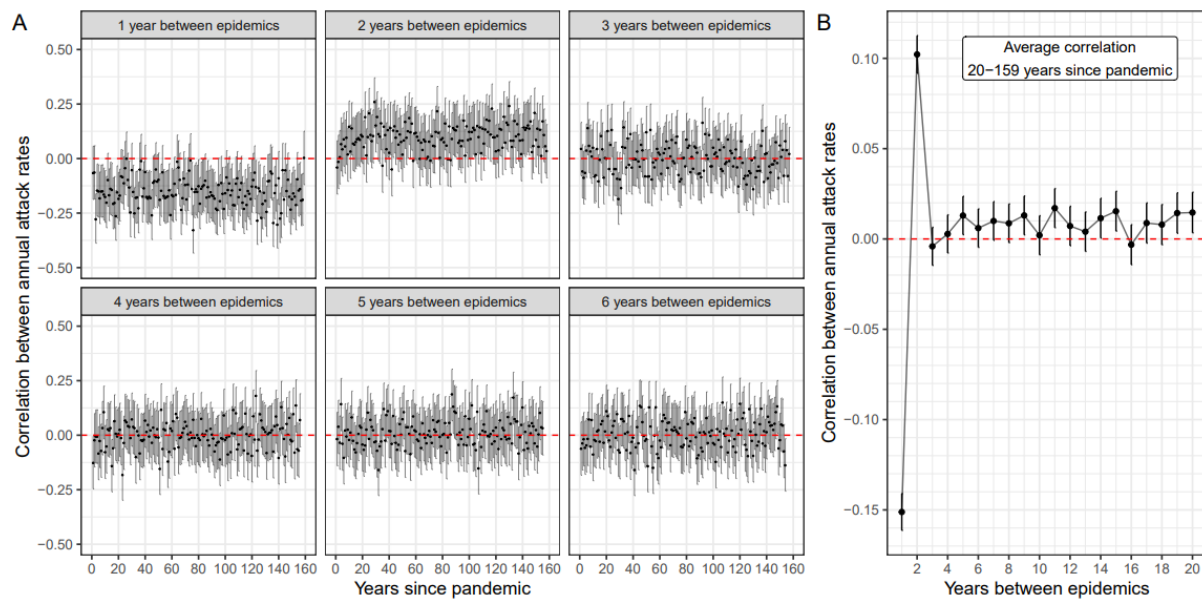 A
1 year between epidemics
2 years between epidemics
3 years between epidemics
0.50
0.25
0.00
−0.25
−0.50
4 years between epidemics
5 years between epidemics
6 years between epidemics
0.50
0.25
0.00
−0.25
−0.50
Correlation between annual attack rates
0 20 40 60 80 100 120 140 160
0 20 40 60 80 100 120 140 160
0 20 40 60 80 100 120 140 160
Years since pandemic
B
Average correlation
20−159 years since pandemic
0.10
0.05
0.00
−0.05
−0.10
−0.15
Correlation between annual attack rates
2 4 6 8 10 12 14 16 18 20
Years between epidemics